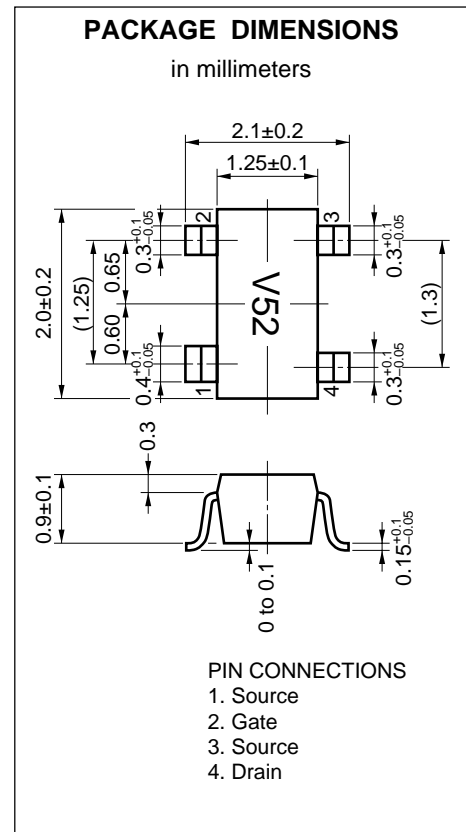 PACKAGE DIMENSIONS
in millimeters
2.1±0.2
1.25±0.1
2
3
0.3+0.1−0.05
0.3+0.1−0.05
2.0±0.2
(1.25)
0.65
0.60
V52
(1.3)
0.4+0.1−0.05
0.3+0.1−0.05
1
4
0.3
0.9±0.1
0 to 0.1
0.15+0.1−0.05
PIN CONNECTIONS
1. Source
2. Gate
3. Source
4. Drain